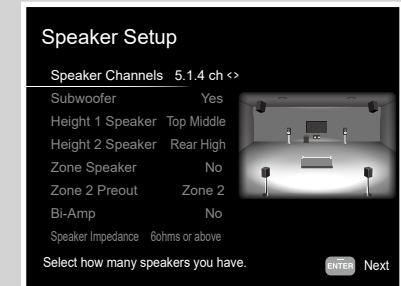 Speaker Setup
Speaker Channels 5.1.4 ch <>
Subwoofer Yes
Height 1 Speaker Top Middle
Height 2 Speaker Rear High
Zone Speaker No
Zone 2 Preout Zone 2
Bi-Amp No
Speaker Impedance 6ohms or above
Select how many speakers you have.
ENTER Next